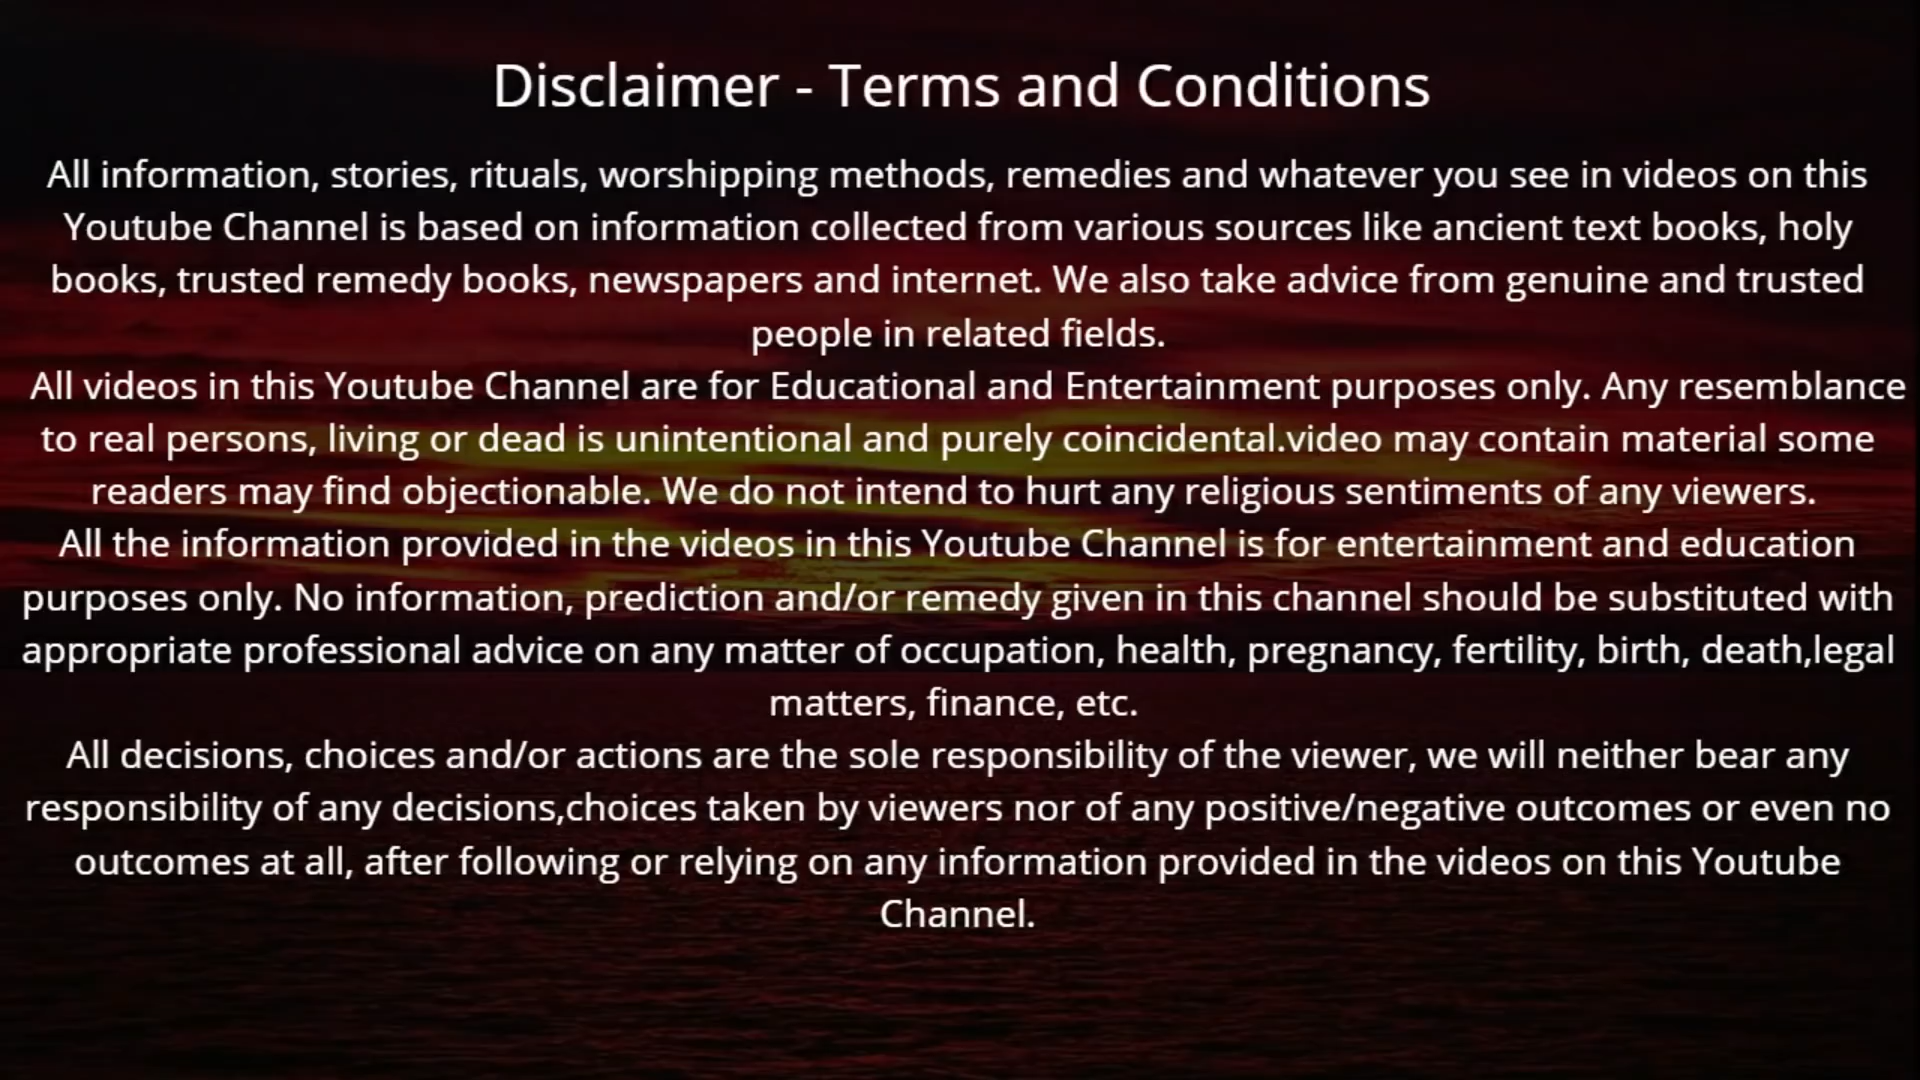 Disclaimer - Terms and Conditions
All information, stories, rituals, worshipping methods, remedies and whatever you see in videos on this
Youtube Channel is based on information collected from various sources like ancient text books, holy
books, trusted remedy books, newspapers and internet. We also take advice from genuine and trusted
people in related fields.
All videos in this Youtube Channel are for Educational and Entertainment purposes only. Any resemblance
to real persons, living or dead is unintentional and purely coincidental.video may contain material some
readers may find objectionable. We do not intend to hurt any religious sentiments of any viewers.
All the information provided in the videos in this Youtube Channel is for entertainment and education
purposes only. No information, prediction and/or remedy given in this channel should be substituted with
appropriate professional advice on any matter of occupation, health, pregnancy, fertility, birth, death,legal
matters, finance, etc.
All decisions, choices and/or actions are the sole responsibility of the viewer, we will neither bear any
responsibility of any decisions,choices taken by viewers nor of any positive/negative outcomes or even no
outcomes at all, after following or relying on any information provided in the videos on this Youtube
Channel.